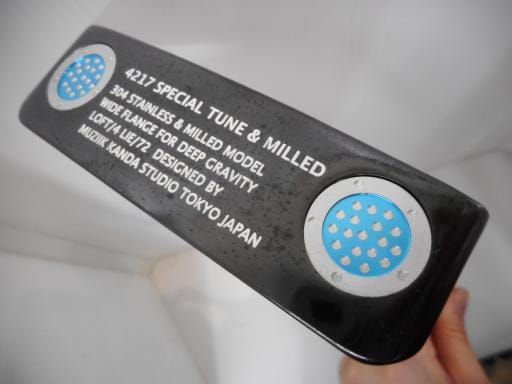 4217 SPECIAL TUNE & MILLED
304 STAINLESS & MILLED MODEL
WIDE FLANGE FOR DEEP GRAVITY
LOFT/4 LIE/72 DESIGNED BY
MUZIIK KANDA STUDIO TOKYO JAPAN